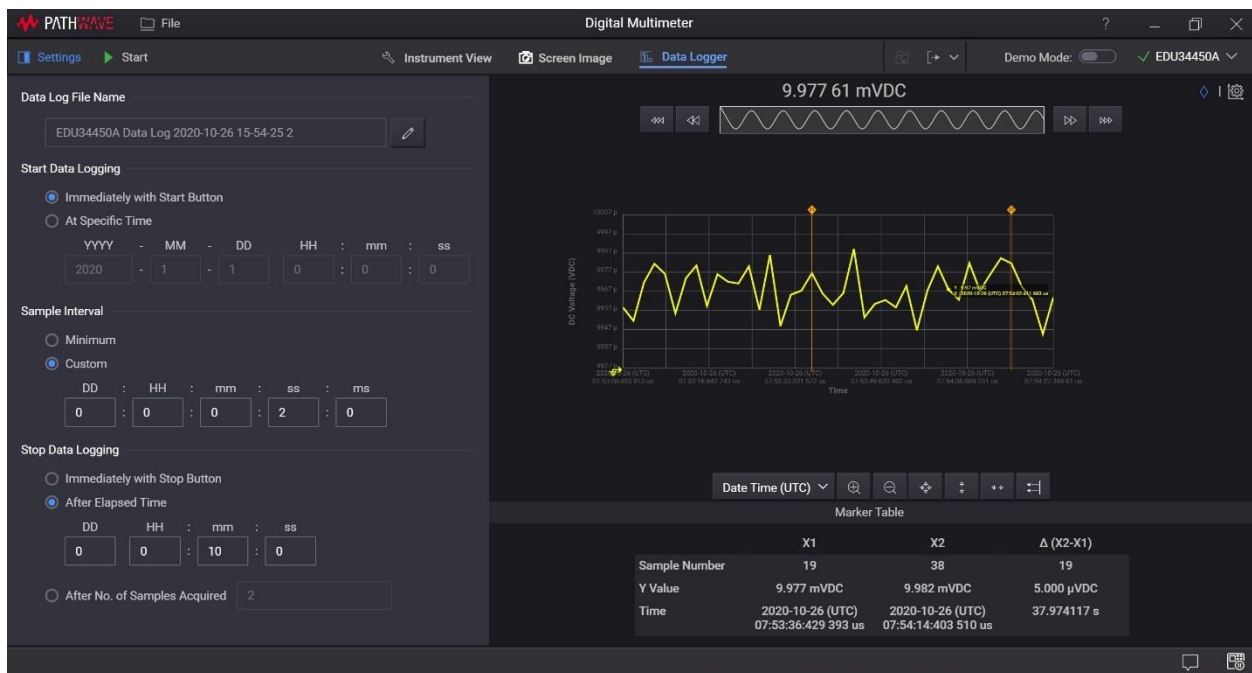 PATHWAVE File Digital Multimeter ?
Settings Start Instrument View Screen Image Data Logger Demo Mode: EDU34450A
Data Log File Name
EDU34450A Data Log 2020-10-26 15-54-25 2
Start Data Logging
Immediately with Start Button
At Specific Time
YYYY - MM - DD HH : mm : ss
2020 - 1 - 1 0 : 0 : 0
Sample Interval
Minimum
Custom
DD : HH : mm : ss : ms
0 : 0 : 0 : 2 : 0
Stop Data Logging
Immediately with Stop Button
After Elapsed Time
DD HH : mm : ss
0 0 : 10 : 0
After No. of Samples Acquired 2
9.977 61 mVDC
10007 µ
9997 µ
9987 µ
9977 µ
9967 µ
9957 µ
9947 µ
DC Voltage (VDC)
Time
Date Time (UTC)
Marker Table
X1 X2 Δ (X2-X1)
Sample Number 19 38 19
Y Value 9.977 mVDC 9.982 mVDC 5.000 µVDC
Time 2020-10-26 (UTC) 2020-10-26 (UTC) 37.974117 s
07:53:36:429 393 us 07:54:14:403 510 us